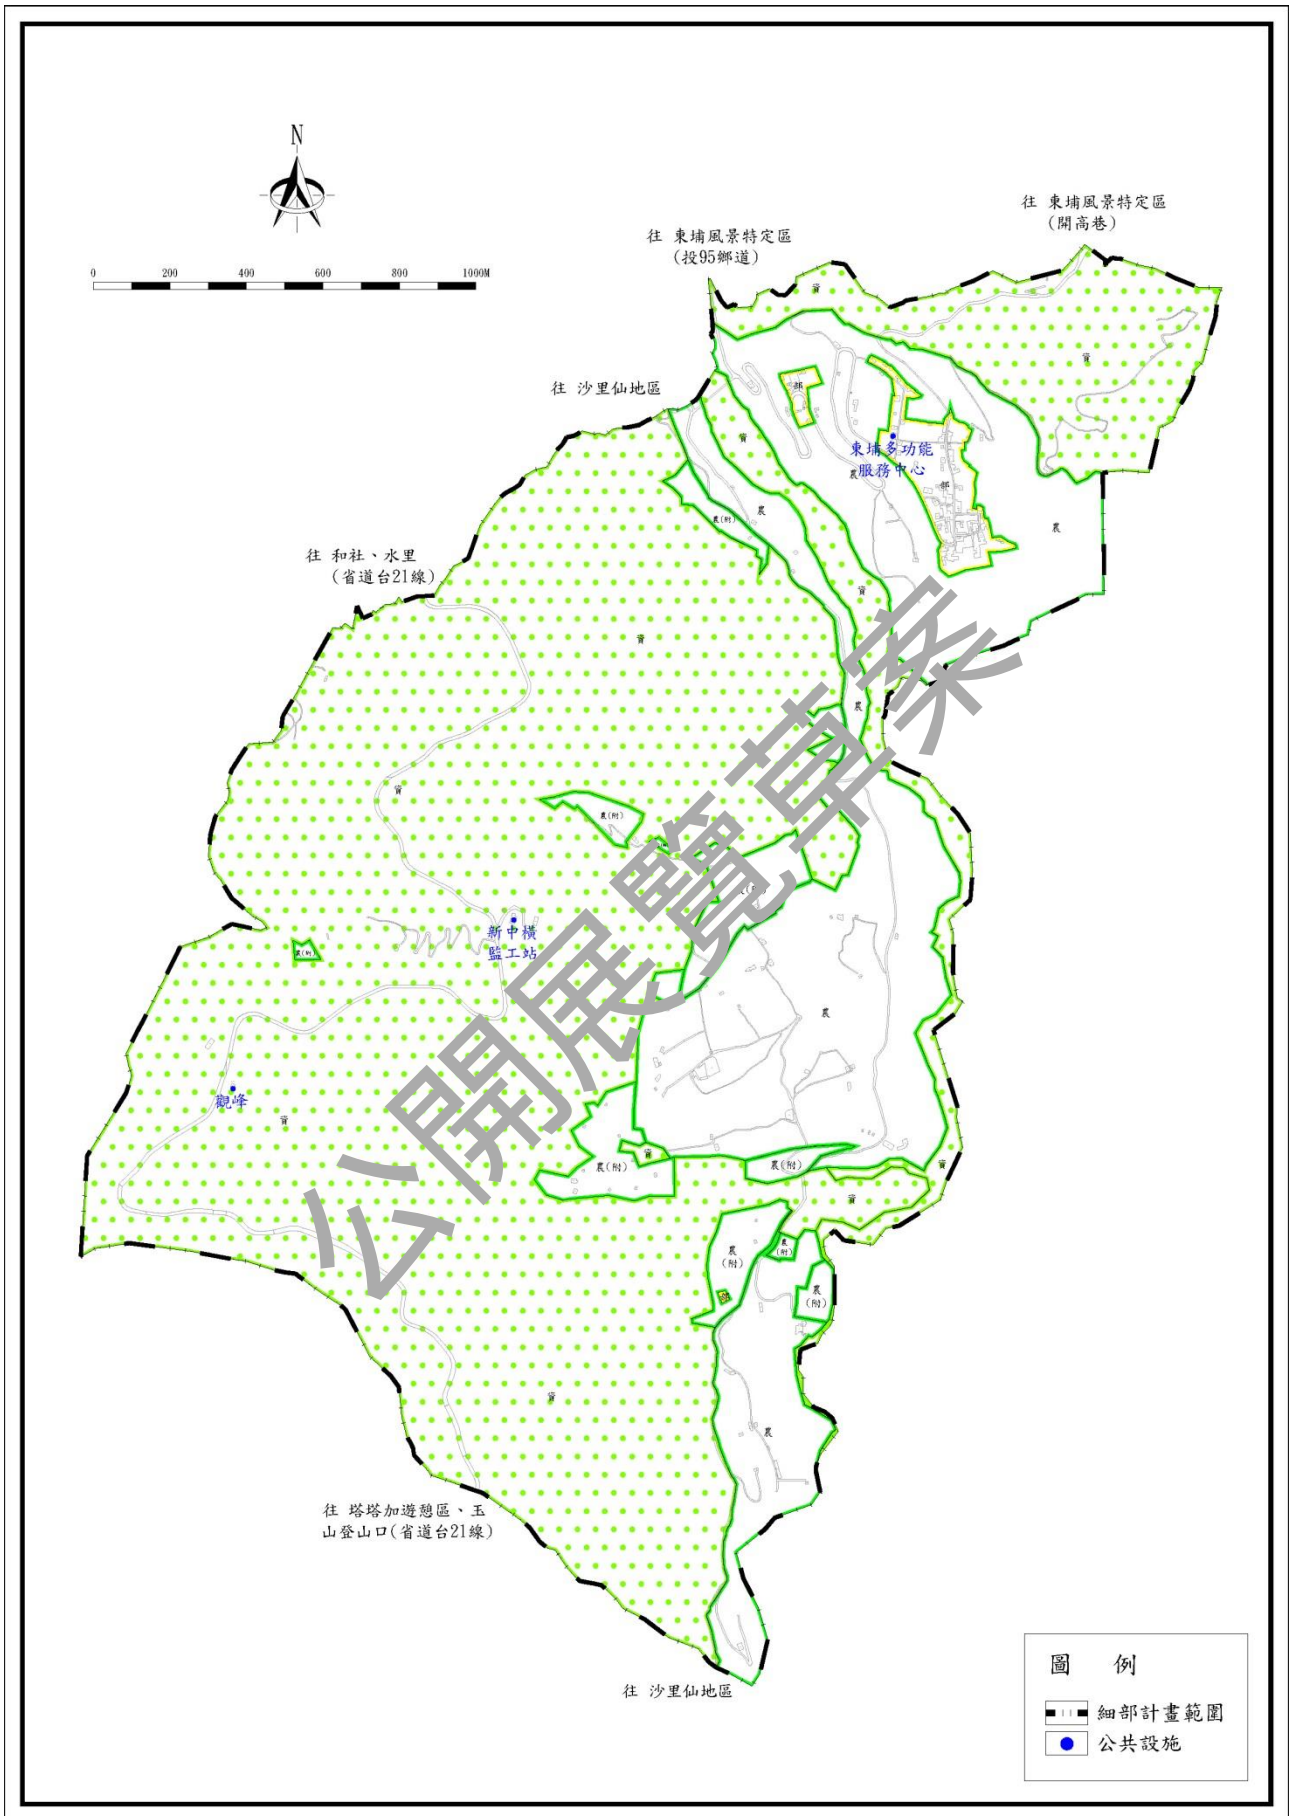 N
0 200 400 600 800 1000M
往 東埔風景特定區
(開高巷)
往 東埔風景特定區
(投95鄉道)
資
資
往 沙里仙地區
部
資
東埔多功能
服務中心
農
部
農(附)
農
農
往 和社、水里
(省道台21線)
資
資
農
資
農(附)
新中橫
監工站
農(附)
農
觀峰
資
資
農(附)
農(附)
資
資
農
(附)
農
(附)
農
(附)
資
農
往 塔塔加遊憩區、玉
山登山口(省道台21線)
往 沙里仙地區
公開展覽草案
圖 例
細部計畫範圍
公共設施